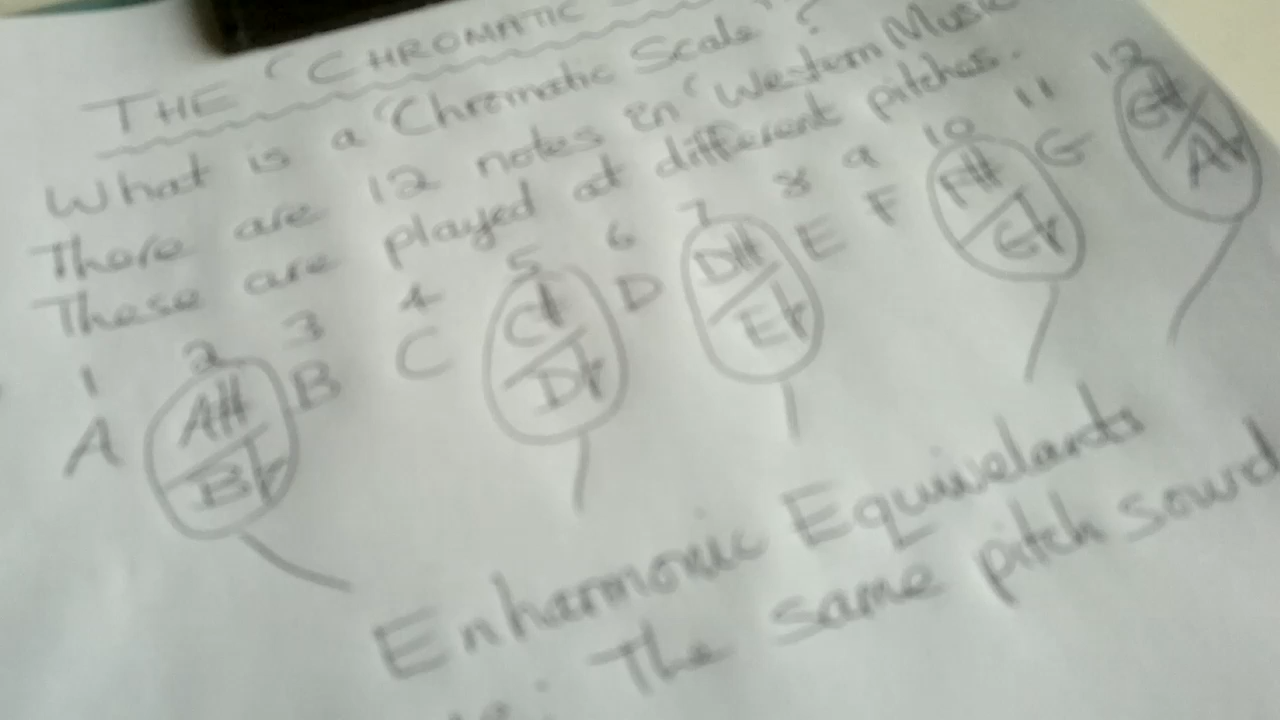 THE "CHROMATIC
What is a "Chromatic Scale"?
There are 12 notes in "Western Music
These are played at different pitches.
1 2 3 4 5 6 7 8 9 10 11 12
A A#/Bb B C C#/Db D D#/Eb E F F#/Gb G G#/Ab
Enharmonic Equivelants
The same pitch sound